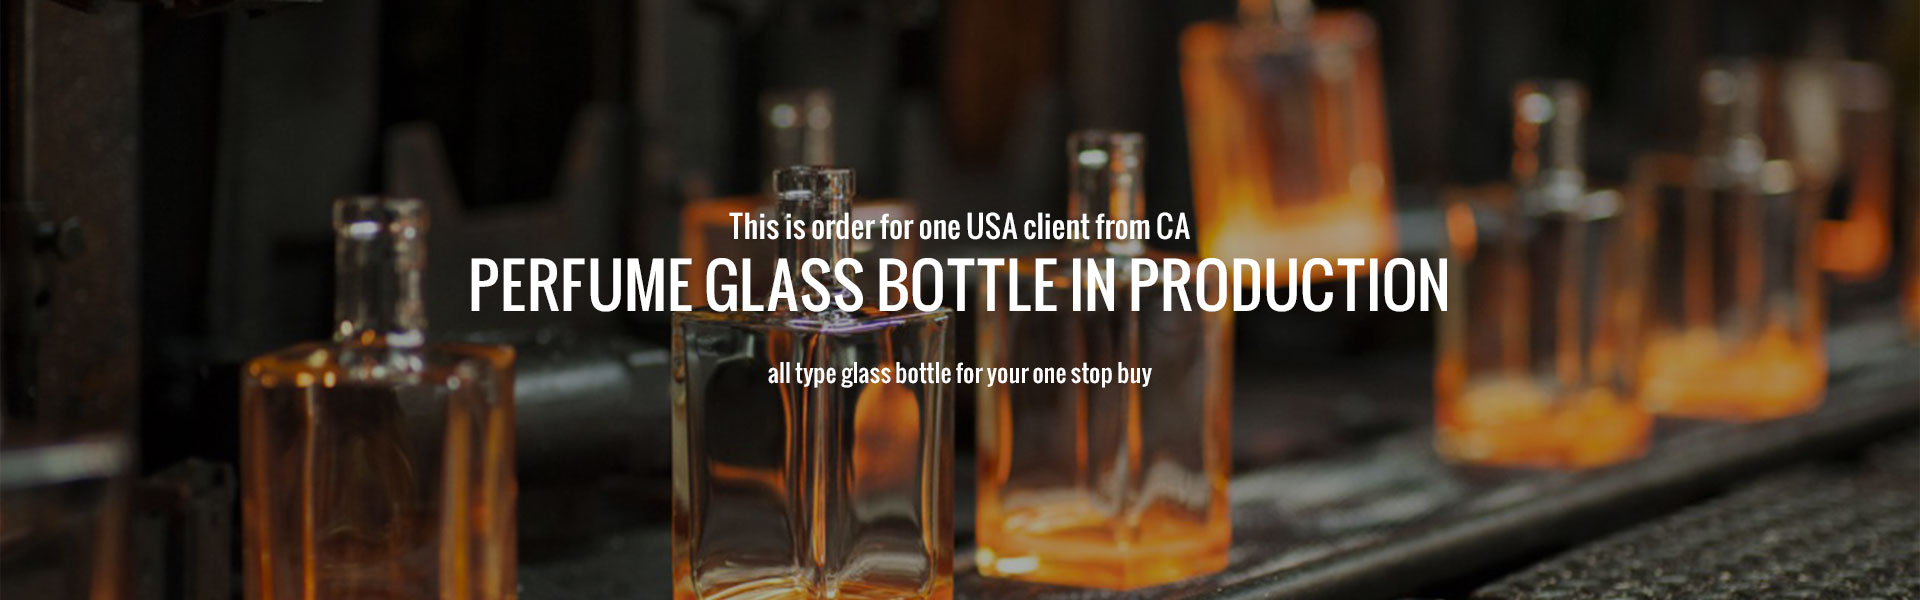 This is order for one USA client from CA
PERFUME GLASS BOTTLE IN PRODUCTION
all type glass bottle for your one stop buy